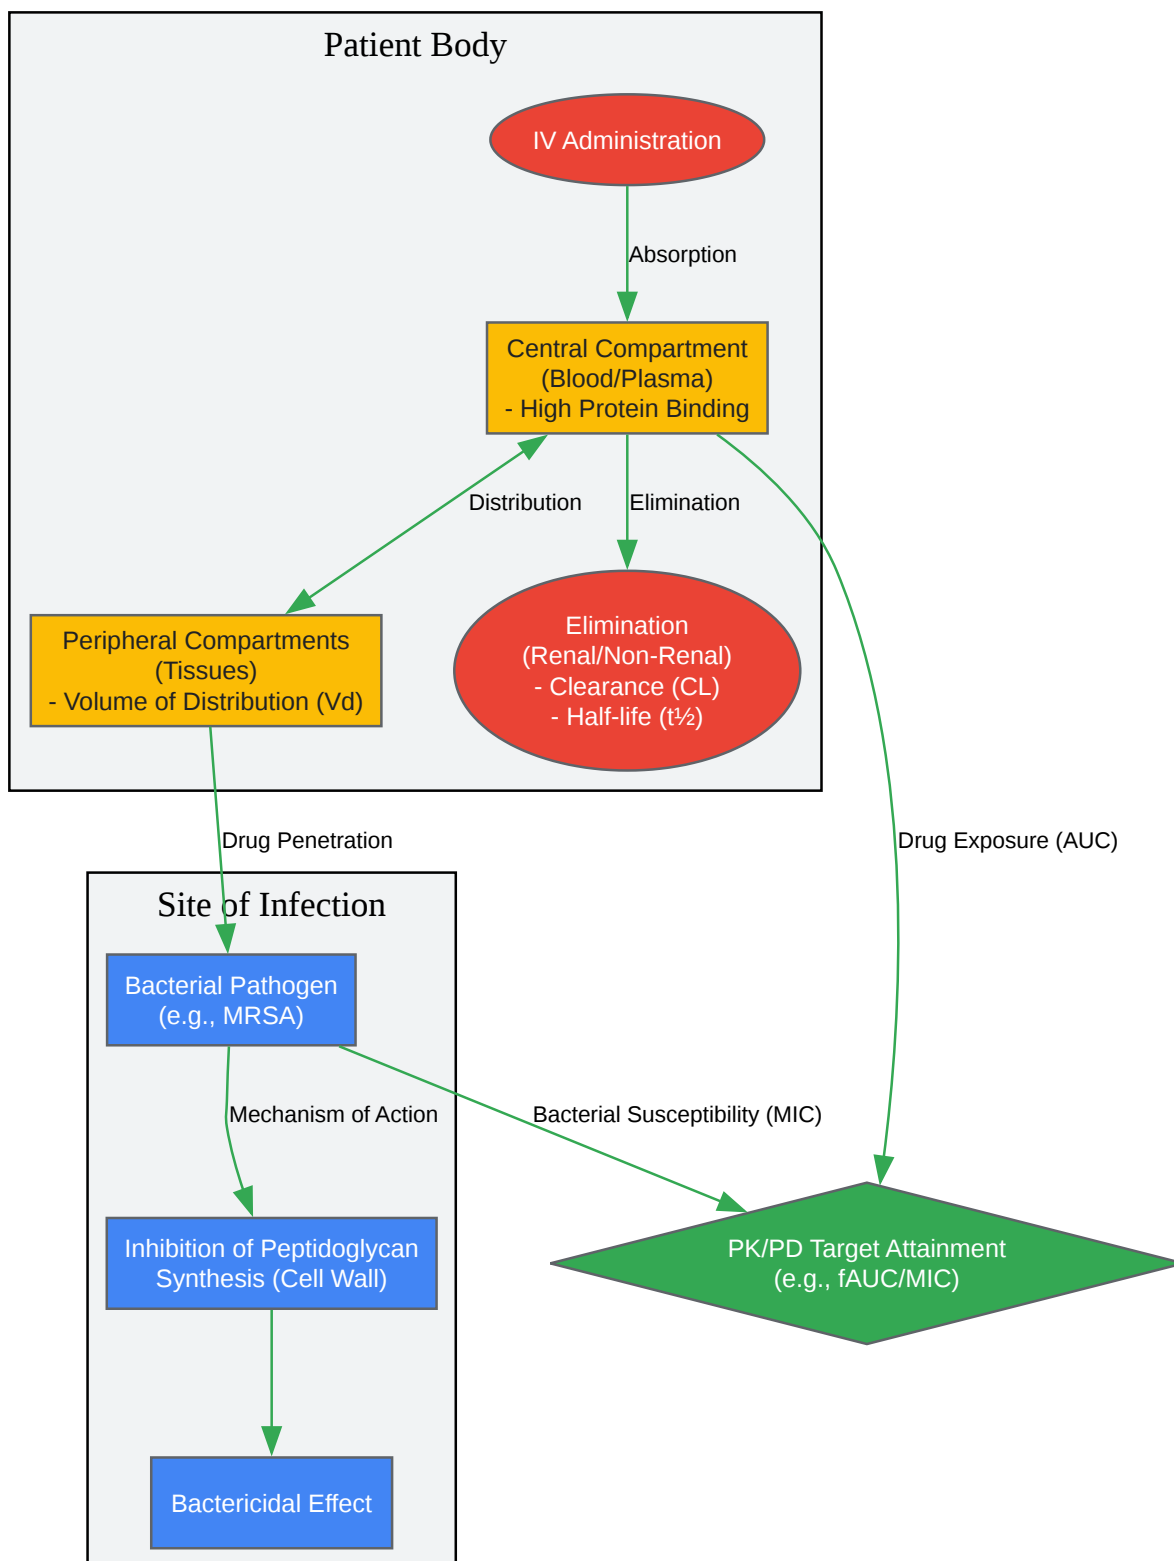 Patient Body
IV Administration
Absorption
Central Compartment
(Blood/Plasma)
- High Protein Binding
Distribution
Elimination
Peripheral Compartments
(Tissues)
- Volume of Distribution (Vd)
Elimination
(Renal/Non-Renal)
- Clearance (CL)
- Half-life (t½)
Drug Penetration
Drug Exposure (AUC)
Site of Infection
Bacterial Pathogen
(e.g., MRSA)
Mechanism of Action
Bacterial Susceptibility (MIC)
Inhibition of Peptidoglycan
Synthesis (Cell Wall)
PK/PD Target Attainment
(e.g., fAUC/MIC)
Bactericidal Effect